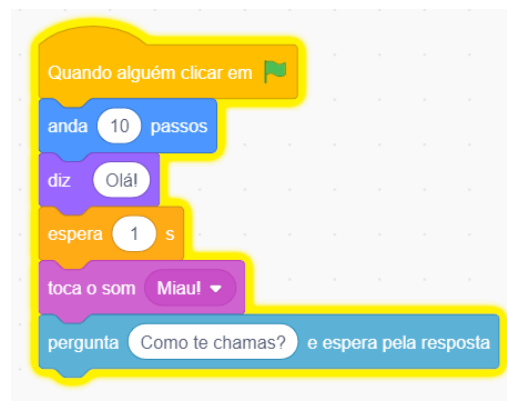 Quando alguém clicar em
anda 10 passos
diz Olá!
espera 1 s
toca o som Miau!
pergunta Como te chamas? e espera pela resposta